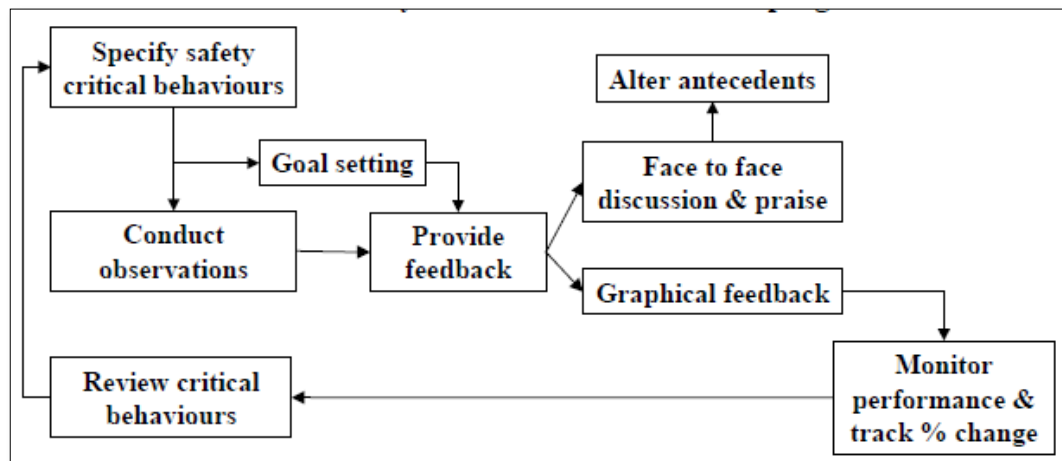 Specify safety
critical behaviours
Alter antecedents
Goal setting
Face to face
discussion & praise
Conduct
observations
Provide
feedback
Graphical feedback
Review critical
behaviours
Monitor
performance &
track % change